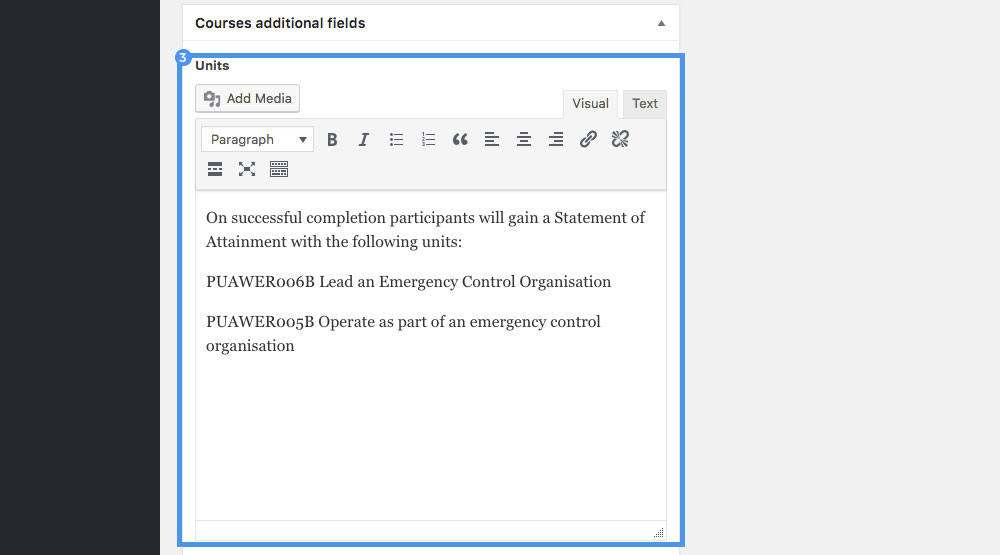 Courses additional fields
3
Units
Add Media
Visual Text
Paragraph
On successful completion participants will gain a Statement of
Attainment with the following units:
PUAWER006B Lead an Emergency Control Organisation
PUAWER005B Operate as part of an emergency control
organisation